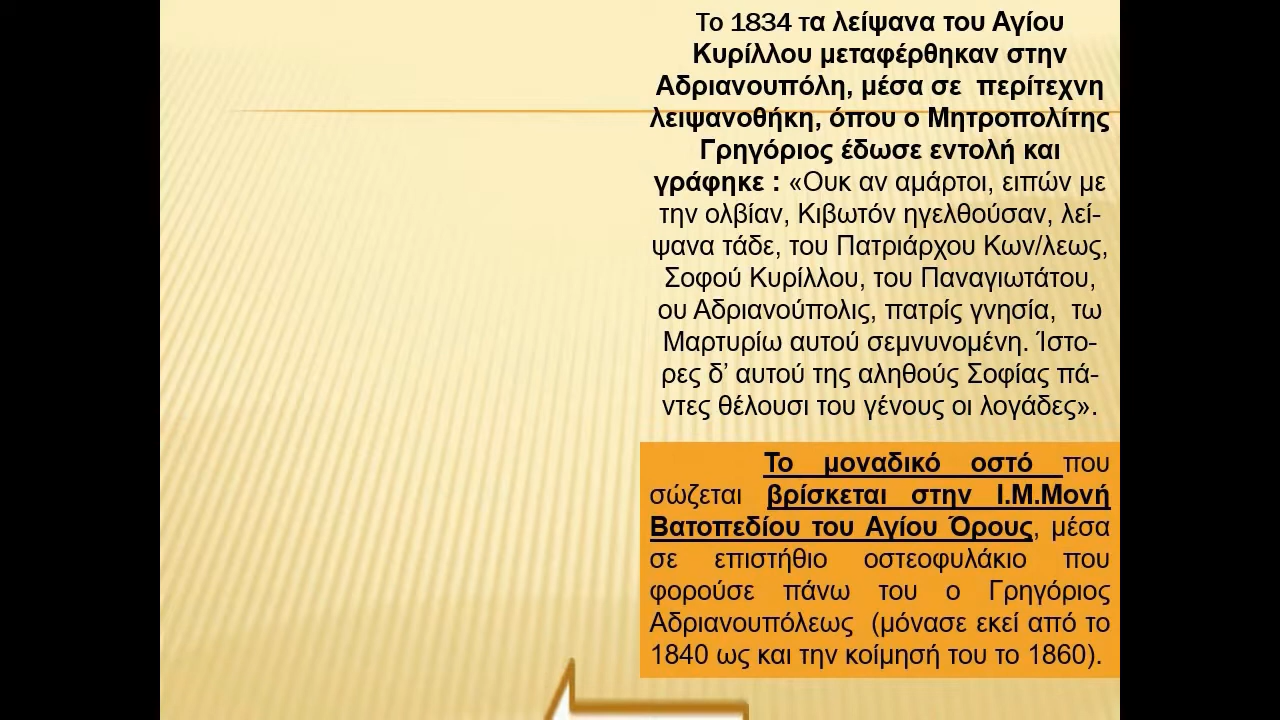 Το 1834 τα λείψανα του Αγίου
Κυρίλλου μεταφέρθηκαν στην
Αδριανουπόλη, μέσα σε περίτεχνη
λειψανοθήκη, όπου ο Μητροπολίτης
Γρηγόριος έδωσε εντολή και
γράφηκε : «Ουκ αν αμάρτοι, ειπών με
την ολβίαν, Κιβωτόν ηγελθούσαν, λεί-
ψανα τάδε, του Πατριάρχου Κων/λεως,
Σοφού Κυρίλλου, του Παναγιωτάτου,
ου Αδριανούπολις, πατρίς γνησία, τω
Μαρτυρίω αυτού σεμνυνομένη. Ίστο-
ρες δ’ αυτού της αληθούς Σοφίας πά-
ντες θέλουσι του γένους οι λογάδες».
Το μοναδικό οστό που
σώζεται βρίσκεται στην Ι.Μ.Μονή
Βατοπεδίου του Αγίου Όρους, μέσα
σε επιστήθιο οστεοφυλάκιο που
φορούσε πάνω του ο Γρηγόριος
Αδριανουπόλεως (μόνασε εκεί από το
1840 ως και την κοίμησή του το 1860).